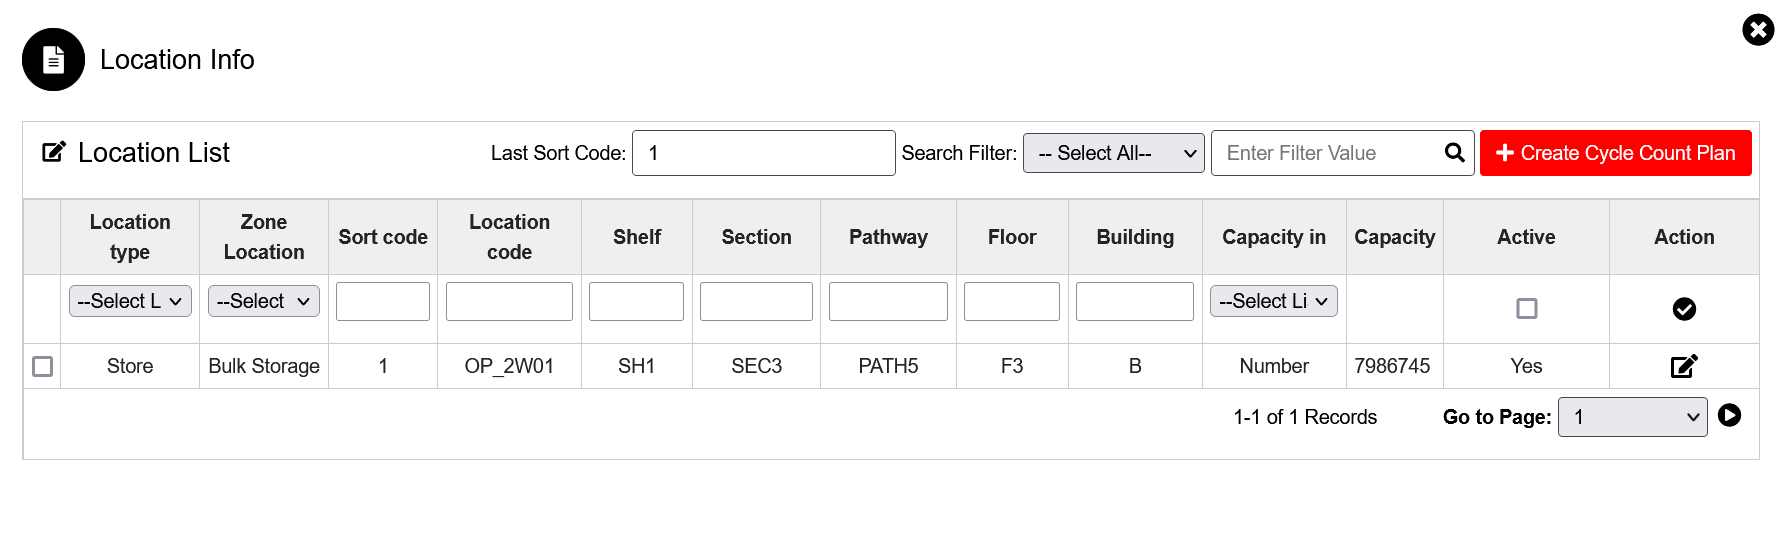 Location Info
Location List
Last Sort Code: 1 Search Filter: -- Select All-- Enter Filter Value Create Cycle Count Plan
Location type Zone Location Sort code Location code Shelf Section Pathway Floor Building Capacity in Capacity Active Action
--Select L --Select --Select Li
Store Bulk Storage 1 OP_2W01 SH1 SEC3 PATH5 F3 B Number 7986745 Yes
1-1 of 1 Records Go to Page: 1